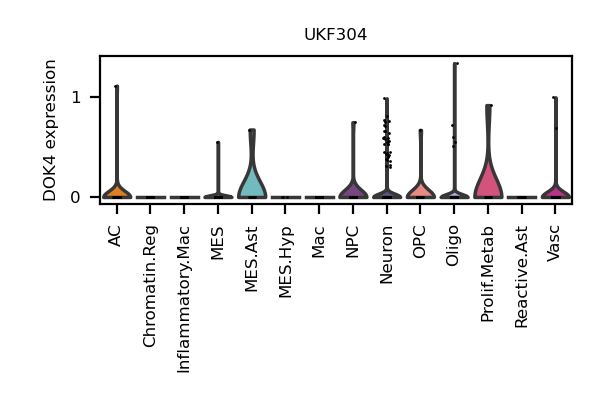 UKF304
DOK4 expression
1
0
AC
Chromatin.Reg
Inflammatory.Mac
MES
MES.Ast
MES.Hyp
Mac
NPC
Neuron
OPC
Oligo
Prolif.Metab
Reactive.Ast
Vasc